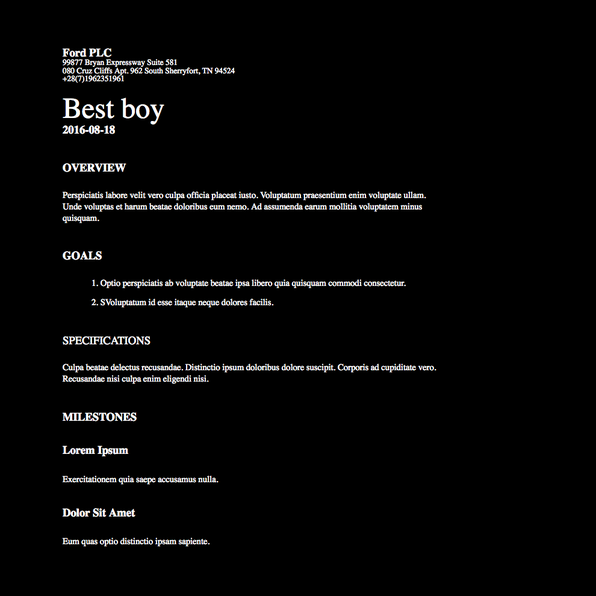 Ford PLC
99877 Bryan Expressway Suite 581
080 Cruz Cliffs Apt. 962 South Sherryfort, TN 94524
+28(7)1962351961
Best boy
2016-08-18
OVERVIEW
Perspiciatis labore velit vero culpa officia placeat iusto. Voluptatum praesentium enim voluptate ullam.
Unde voluptas et harum beatae doloribus eum nemo. Ad assumenda earum mollitia voluptatem minus
quisquam.
GOALS
1. Optio perspiciatis ab voluptate beatae ipsa libero quia quisquam commodi consectetur.
2. SVoluptatum id esse itaque neque dolores facilis.
SPECIFICATIONS
Culpa beatae delectus recusandae. Distinctio ipsum doloribus dolore suscipit. Corporis ad cupiditate vero.
Recusandae nisi culpa enim eligendi nisi.
MILESTONES
Lorem Ipsum
Exercitationem quia saepe accusamus nulla.
Dolor Sit Amet
Eum quas optio distinctio ipsam sapiente.